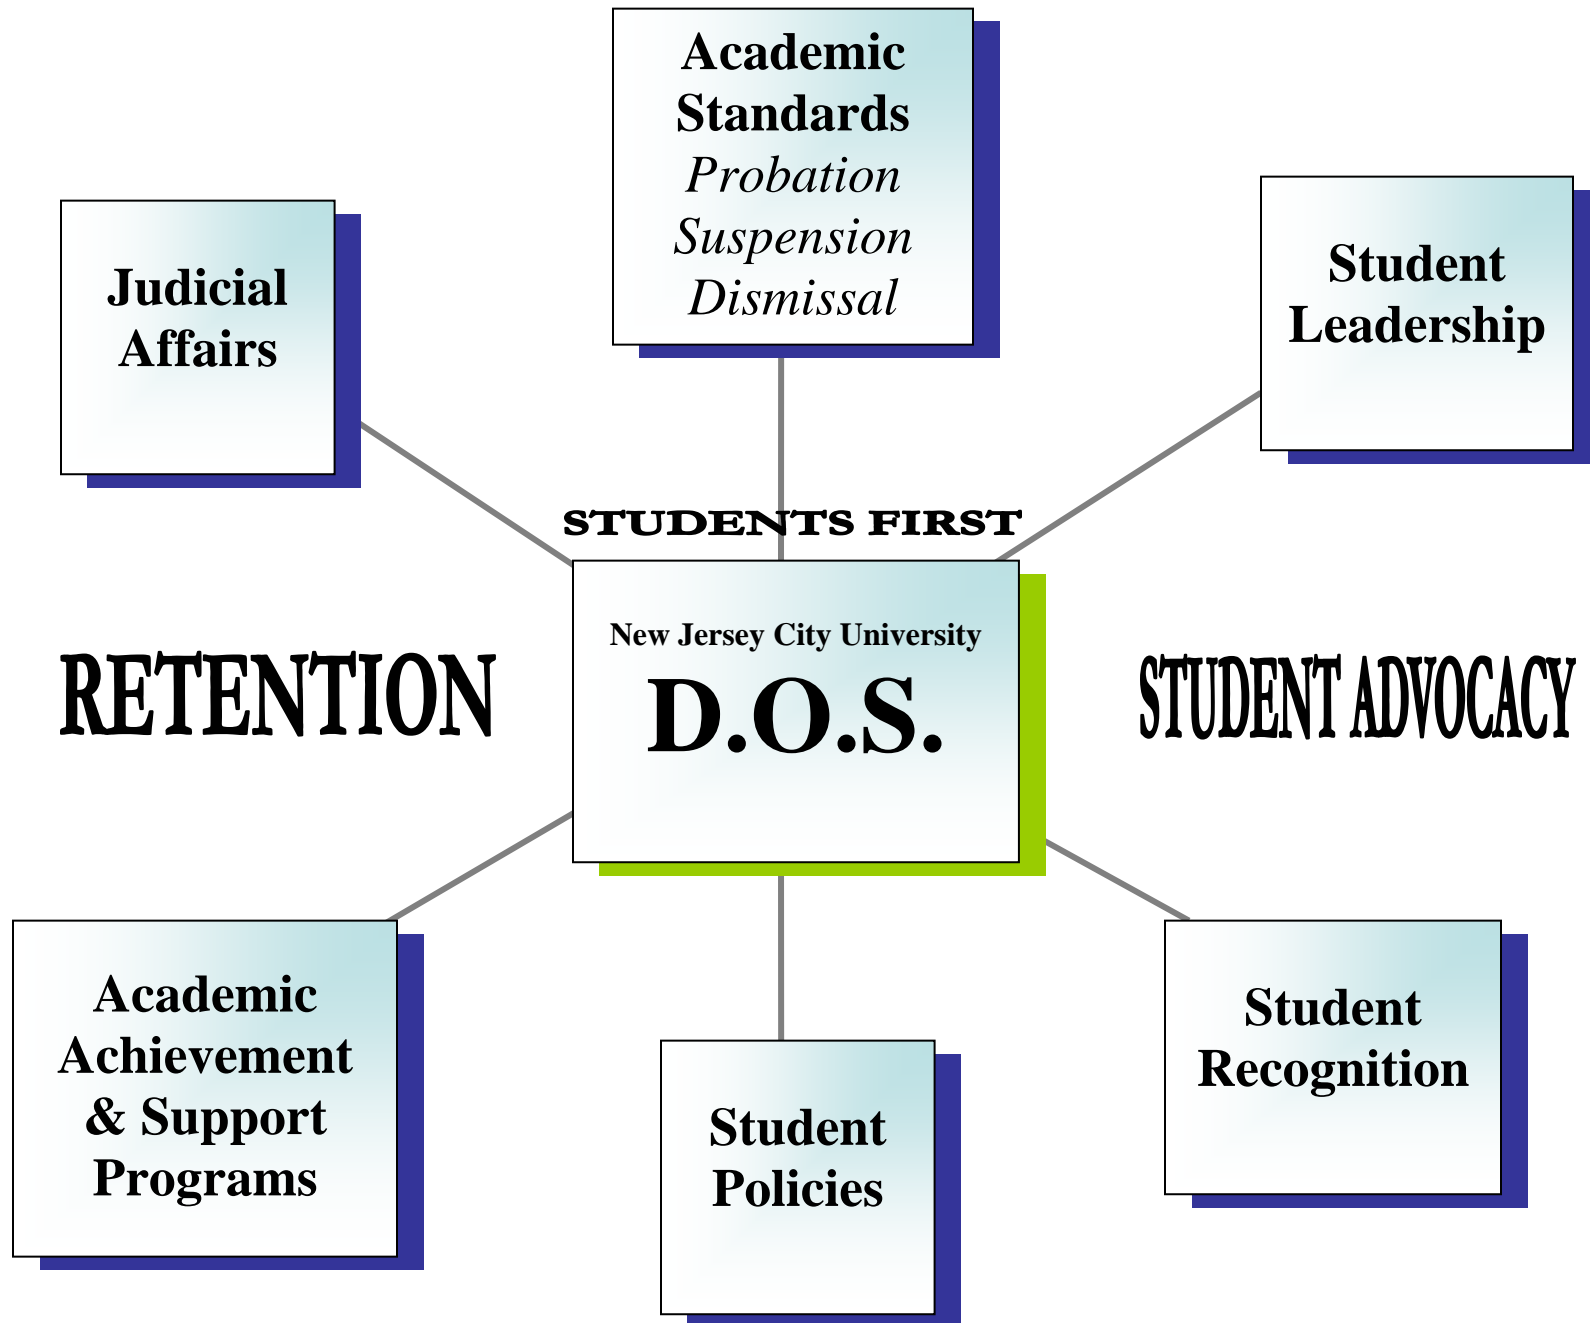 Academic
Standards
Probation
Suspension
Dismissal
Judicial
Affairs
Student
Leadership
STUDENTS FIRST
New Jersey City University
D.O.S.
RETENTION
STUDENT ADVOCACY
Academic
Achievement
& Support
Programs
Student
Policies
Student
Recognition